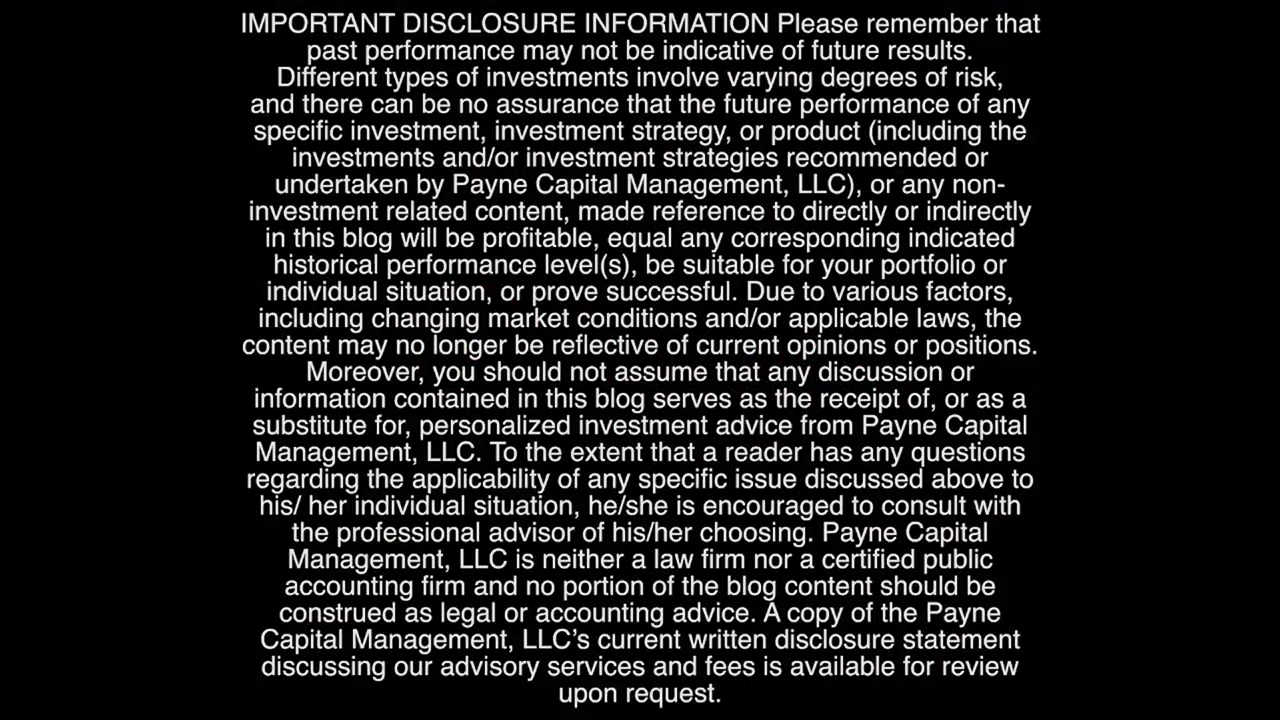 IMPORTANT DISCLOSURE INFORMATION Please remember that
past performance may not be indicative of future results.
Different types of investments involve varying degrees of risk,
and there can be no assurance that the future performance of any
specific investment, investment strategy, or product (including the
investments and/or investment strategies recommended or
undertaken by Payne Capital Management, LLC), or any non-
investment related content, made reference to directly or indirectly
in this blog will be profitable, equal any corresponding indicated
historical performance level(s), be suitable for your portfolio or
individual situation, or prove successful. Due to various factors,
including changing market conditions and/or applicable laws, the
content may no longer be reflective of current opinions or positions.
Moreover, you should not assume that any discussion or
information contained in this blog serves as the receipt of, or as a
substitute for, personalized investment advice from Payne Capital
Management, LLC. To the extent that a reader has any questions
regarding the applicability of any specific issue discussed above to
his/ her individual situation, he/she is encouraged to consult with
the professional advisor of his/her choosing. Payne Capital
Management, LLC is neither a law firm nor a certified public
accounting firm and no portion of the blog content should be
construed as legal or accounting advice. A copy of the Payne
Capital Management, LLC’s current written disclosure statement
discussing our advisory services and fees is available for review
upon request.